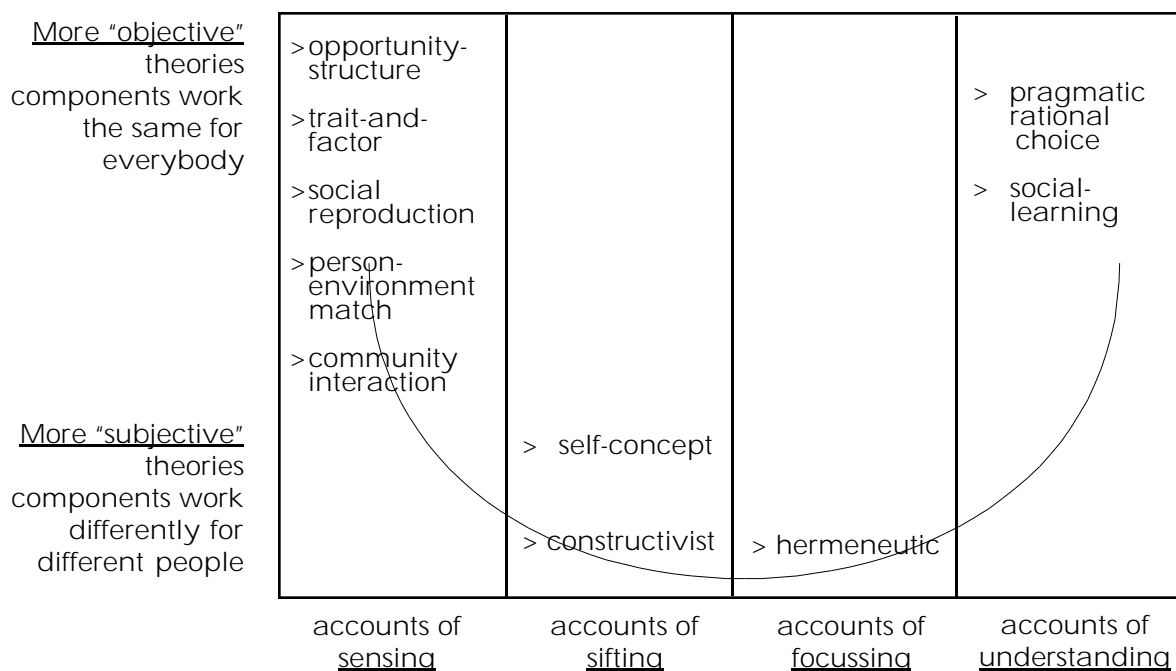 More “objective”
theories
components work
the same for
everybody
>opportunity-
structure
>trait-and-
factor
>social
reproduction
>person-
environment
match
>community
interaction
> pragmatic
rational
choice
> social-
learning
More “subjective”
theories
components work
differently for
different people
> self-concept
> constructivist
> hermeneutic
accounts of
sensing
accounts of
sifting
accounts of
focussing
accounts of
understanding